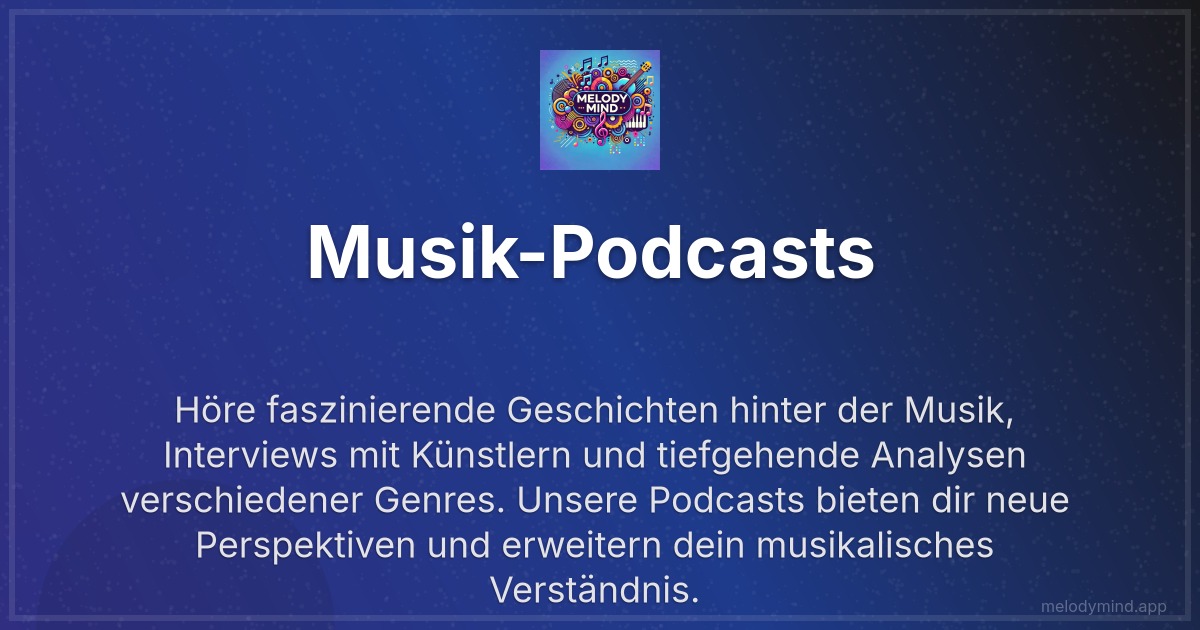 MELODY
MIND
Musik-Podcasts
Höre faszinierende Geschichten hinter der Musik,
Interviews mit Künstlern und tiefgehende Analysen
verschiedener Genres. Unsere Podcasts bieten dir neue
Perspektiven und erweitern dein musikalisches
Verständnis.
melodymind.app